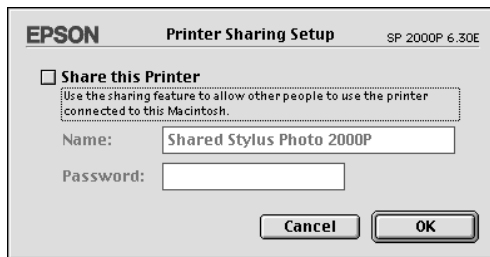 EPSON Printer Sharing Setup SP 2000P 6.30E
Share this Printer
Use the sharing feature to allow other people to use the printer
connected to this Macintosh.
Name: Shared Stylus Photo 2000P
Password:
Cancel OK